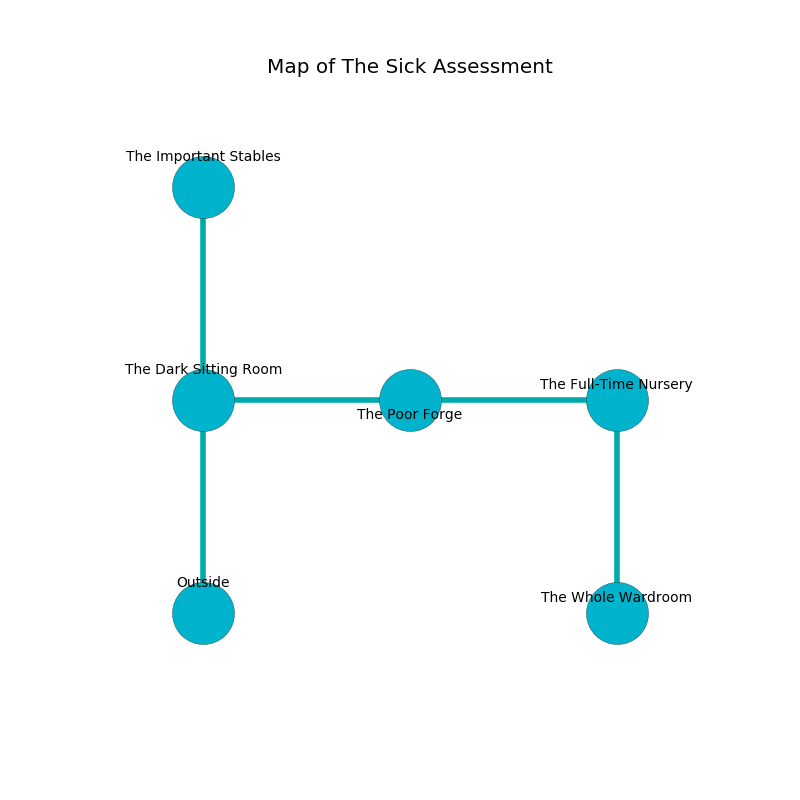 Map of The Sick Assessment
The Important Stables
The Dark Sitting Room
The Full-Time Nursery
The Poor Forge
Outside
The Whole Wardroom